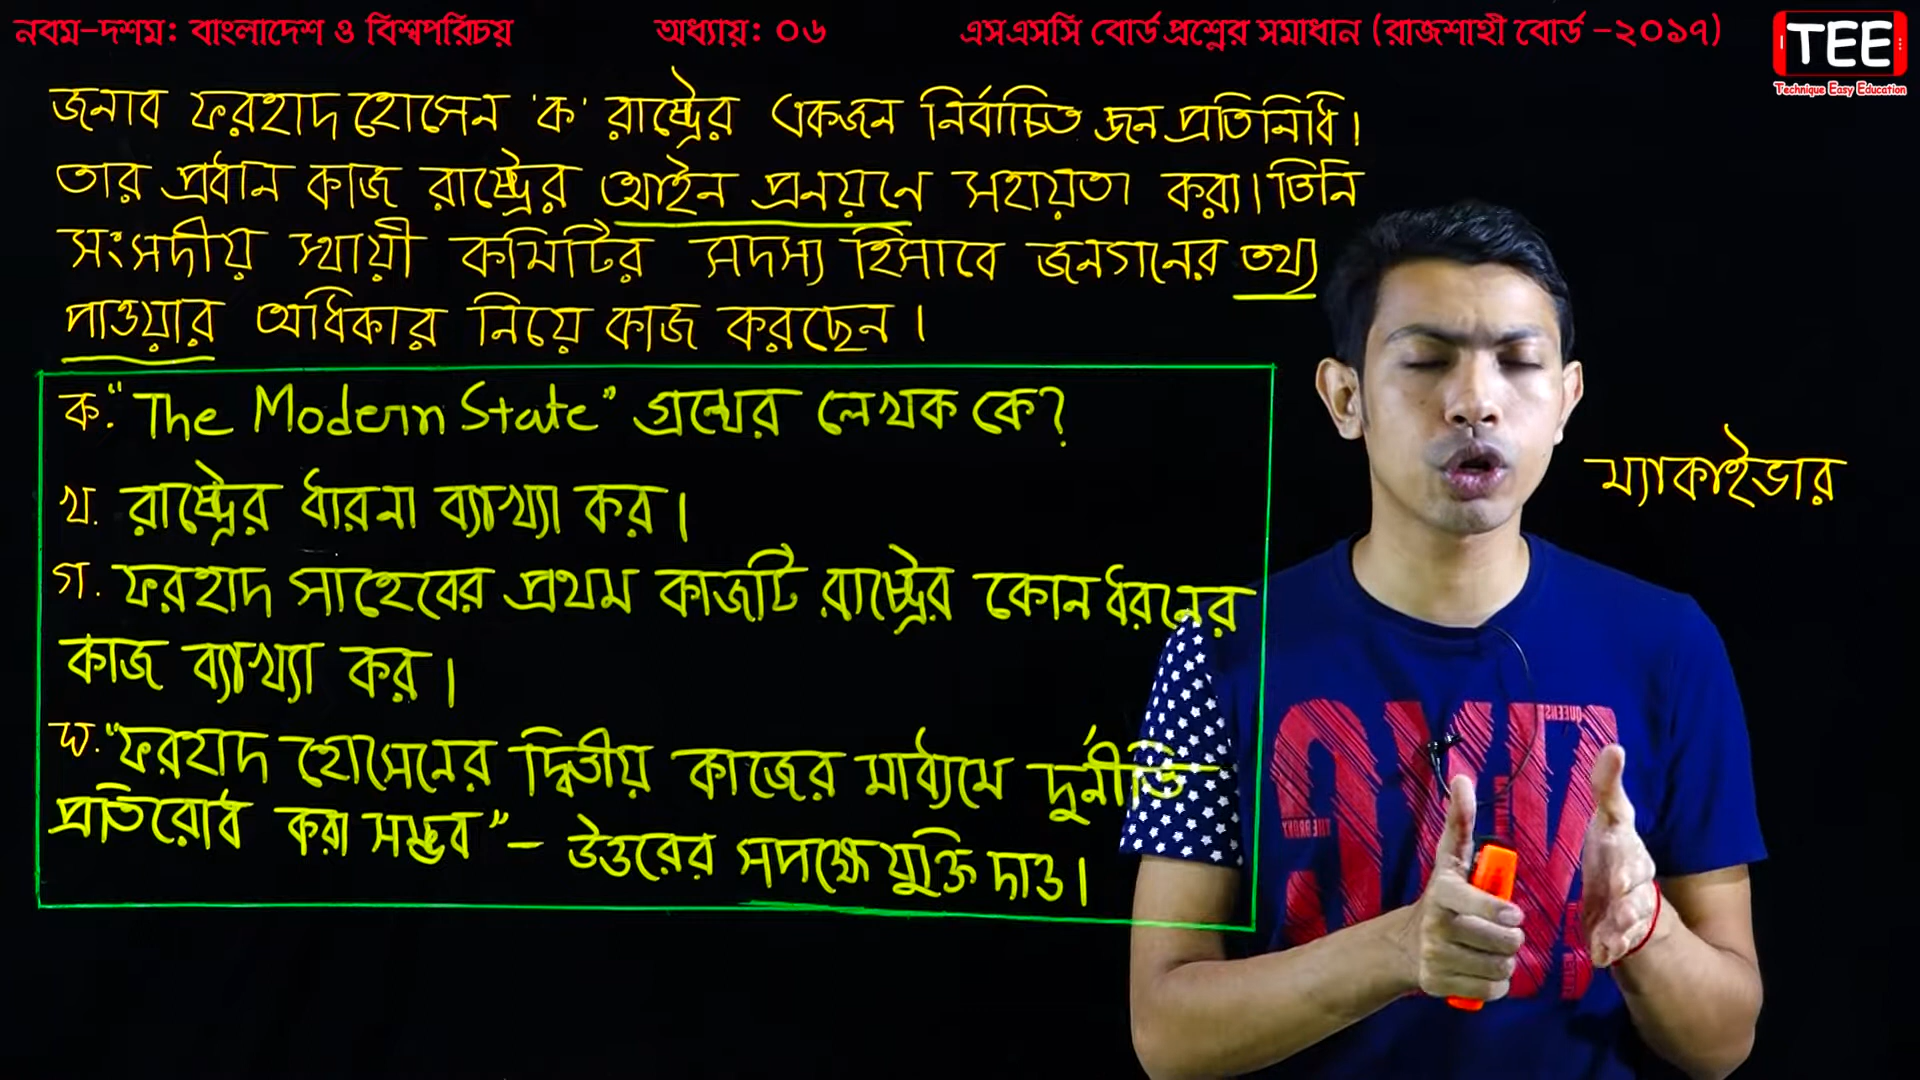 নবম-দশম: বাংলাদেশ ও বিশ্বপরিচয় অধ্যায়: ০৬ এসএসসি বোর্ড প্রশ্নের সমাধান (রাজশাহী বোর্ড -২০১৭)
TEE
Technique Easy Education
জনাব ফরহাদ হোসেন 'ক' রাষ্ট্রের একজন নির্বাচিত জন প্রতিনিধি।
তার প্রধান কাজ রাষ্ট্রের আইন প্রনয়নে সহায়তা করা। তিনি
সংসদীয় স্থায়ী কমিটির সদস্য হিসাবে জনগনের তথ্য
পাওয়ার অধিকার নিয়ে কাজ করছেন।
ক. "The Modern State" গ্রন্থের লেখক কে?
ম্যাকাইভার
খ. রাষ্ট্রের ধারনা ব্যাখ্যা কর।
গ. ফরহাদ সাহেবের প্রথম কাজটি রাষ্ট্রের কোন ধরনের
কাজ ব্যাখ্যা কর।
ঘ. "ফরহাদ হোসেনের দ্বিতীয় কাজের মাধ্যমে দুর্নীতি
প্রতিরোধ করা সম্ভব" - উত্তরের সপক্ষে যুক্তি দাও।